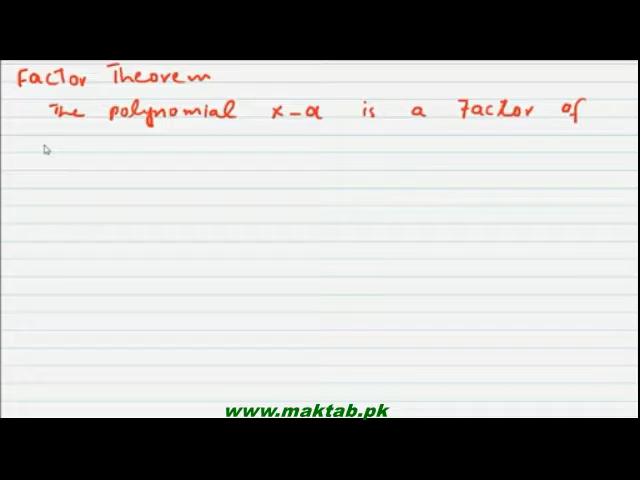 Factor Theorem
The polynomial x-a is a Factor of
www.maktab.pk